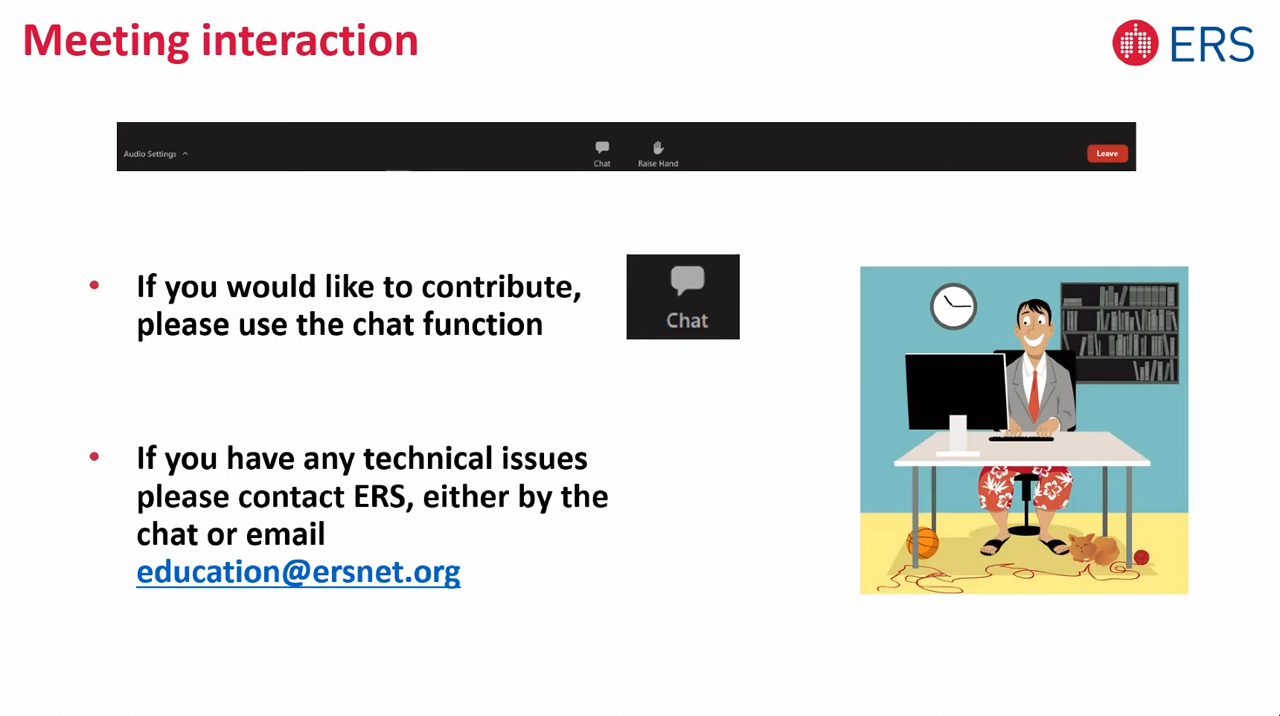 Meeting interaction
ERS
Audio Settings
Chat
Raise Hand
Leave
If you would like to contribute,
please use the chat function
Chat
If you have any technical issues
please contact ERS, either by the
chat or email
education@ersnet.org